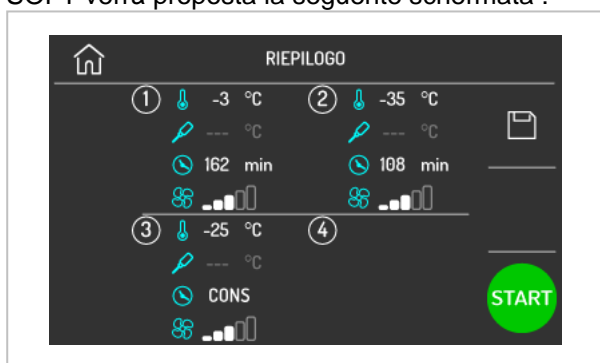 SOFT verrà proposta la seguente schermata :
RIEPILOGO
1 -3 °C
--- °C
162 min
2 -35 °C
--- °C
108 min
3 -25 °C
--- °C
CONS
4
START